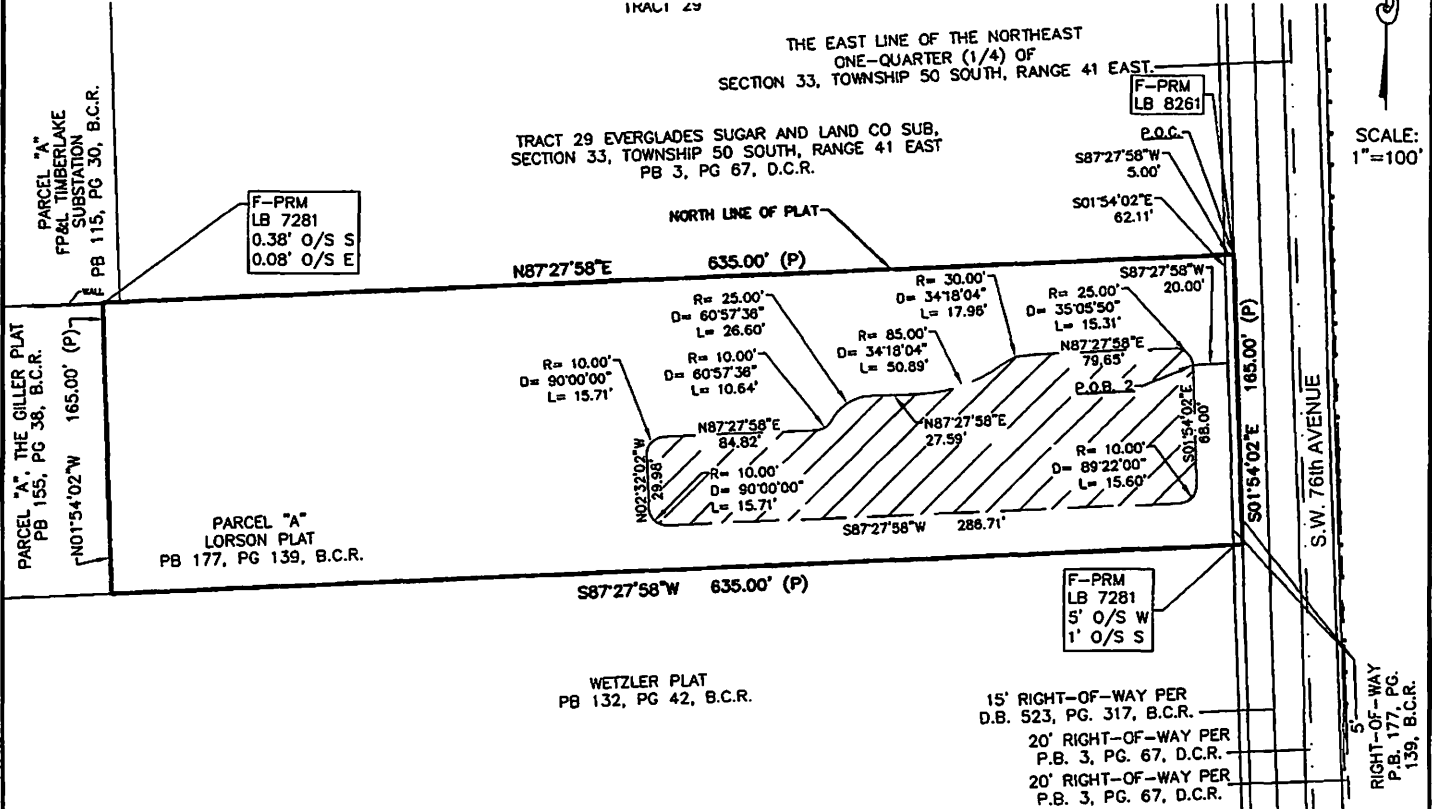 TRACT 29
THE EAST LINE OF THE NORTHEAST
ONE-QUARTER (1/4) OF
SECTION 33, TOWNSHIP 50 SOUTH, RANGE 41 EAST.
F-PRM
LB 8261
P.O.C.
S87°27'58"W
5.00'
S01°54'02"E
62.11'
SCALE:
1"=100'
PARCEL "A"
FP&L TIMBERLAKE
SUBSTATION
PB 115, PG 30, B.C.R.
TRACT 29 EVERGLADES SUGAR AND LAND CO SUB,
SECTION 33, TOWNSHIP 50 SOUTH, RANGE 41 EAST
PB 3, PG 67, D.C.R.
F-PRM
LB 7281
0.38' O/S S
0.08' O/S E
NORTH LINE OF PLAT
N87°27'58"E 635.00' (P)
WALL
S87°27'58"W
20.00'
R= 30.00'
D= 34°18'04"
L= 17.96'
R= 25.00'
D= 35°05'50"
L= 15.31'
R= 25.00'
D= 60°57'36"
L= 26.60'
R= 85.00'
D= 34°18'04"
L= 50.89'
R= 10.00'
D= 60°57'36"
L= 10.64'
R= 10.00'
D= 90°00'00"
L= 15.71'
N87°27'58"E
79.65'
P.O.B. 2
N87°27'58"E
27.59'
N87°27'58"E
84.82'
N02°32'02"W
29.98'
R= 10.00'
D= 90°00'00"
L= 15.71'
S01°54'02"E
68.00'
R= 10.00'
D= 89°22'00"
L= 15.60'
S87°27'58"W 286.71'
S01°54'02"E 165.00' (P)
S.W. 76th AVENUE
PARCEL "A", THE GILLER PLAT
PB 155, PG 38, B.C.R.
N01°54'02"W 165.00' (P)
PARCEL "A"
LORSON PLAT
PB 177, PG 139, B.C.R.
S87°27'58"W 635.00' (P)
F-PRM
LB 7281
5' O/S W
1' O/S S
WETZLER PLAT
PB 132, PG 42, B.C.R.
15' RIGHT-OF-WAY PER
D.B. 523, PG. 317, B.C.R.
20' RIGHT-OF-WAY PER
P.B. 3, PG. 67, D.C.R.
20' RIGHT-OF-WAY PER
P.B. 3, PG. 67, D.C.R.
5'
RIGHT-OF-WAY
P.B. 177, PG.
139, B.C.R.